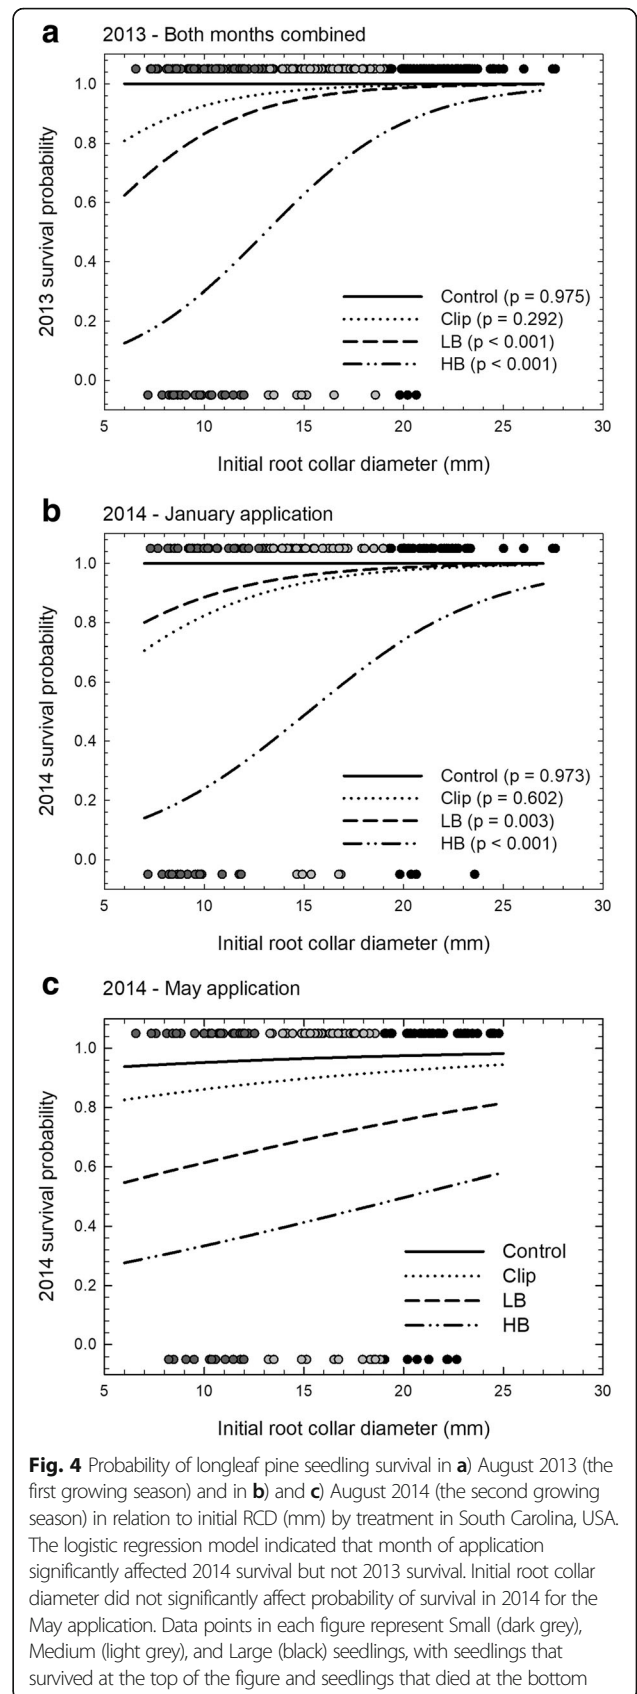 a 2013 - Both months combined
1.0
0.8
0.6
0.4
0.2
0.0
2013 survival probability
Control (p = 0.975)
Clip (p = 0.292)
LB (p < 0.001)
HB (p < 0.001)
5 10 15 20 25 30
Initial root collar diameter (mm)
b 2014 - January application
1.0
0.8
0.6
0.4
0.2
0.0
2014 survival probability
Control (p = 0.973)
Clip (p = 0.602)
LB (p = 0.003)
HB (p < 0.001)
5 10 15 20 25 30
Initial root collar diameter (mm)
c 2014 - May application
1.0
0.8
0.6
0.4
0.2
0.0
2014 survival probability
Control
Clip
LB
HB
5 10 15 20 25 30
Initial root collar diameter (mm)
Fig. 4 Probability of longleaf pine seedling survival in a) August 2013 (the
first growing season) and in b) and c) August 2014 (the second growing
season) in relation to initial RCD (mm) by treatment in South Carolina, USA.
The logistic regression model indicated that month of application
significantly affected 2014 survival but not 2013 survival. Initial root collar
diameter did not significantly affect probability of survival in 2014 for the
May application. Data points in each figure represent Small (dark grey),
Medium (light grey), and Large (black) seedlings, with seedlings that
survived at the top of the figure and seedlings that died at the bottom